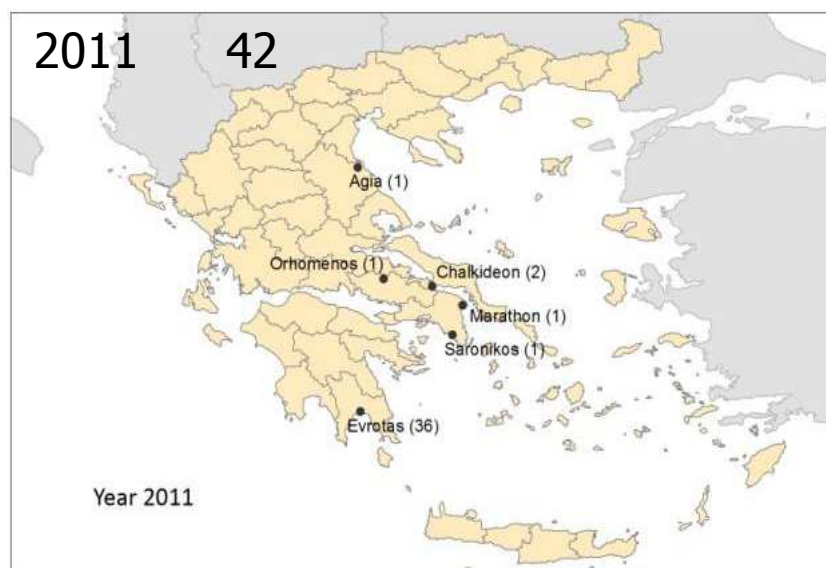 2011 42
Agia (1)
Orhomenos (1)
Chalkideon (2)
Marathon (1)
Saronikos (1)
Evrotas (36)
Year 2011